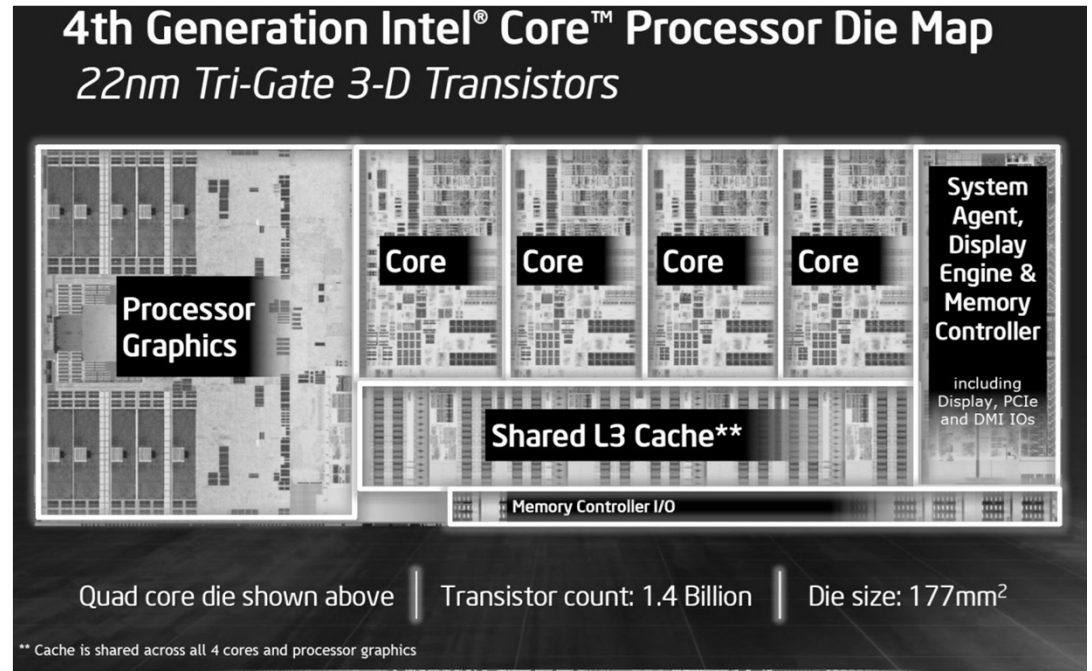 4th Generation Intel® Core™ Processor Die Map
22nm Tri-Gate 3-D Transistors
Processor
Graphics
Core
Core
Core
Core
System
Agent,
Display
Engine &
Memory
Controller
including
Display, PCIe
and DMI IOs
Shared L3 Cache**
Memory Controller I/O
Quad core die shown above
Transistor count: 1.4 Billion
Die size: 177mm²
** Cache is shared across all 4 cores and processor graphics